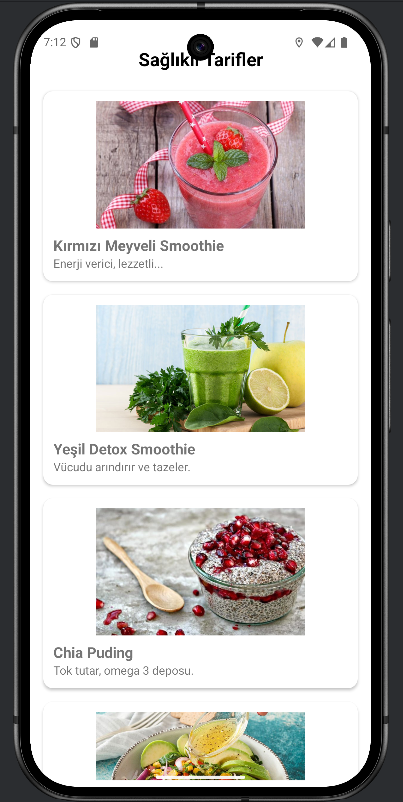 7:12
Sağlıklı Tarifler
Kırmızı Meyveli Smoothie
Enerji verici, lezzetli...
Yeşil Detox Smoothie
Vücudu arındırır ve tazeler.
Chia Puding
Tok tutar, omega 3 deposu.